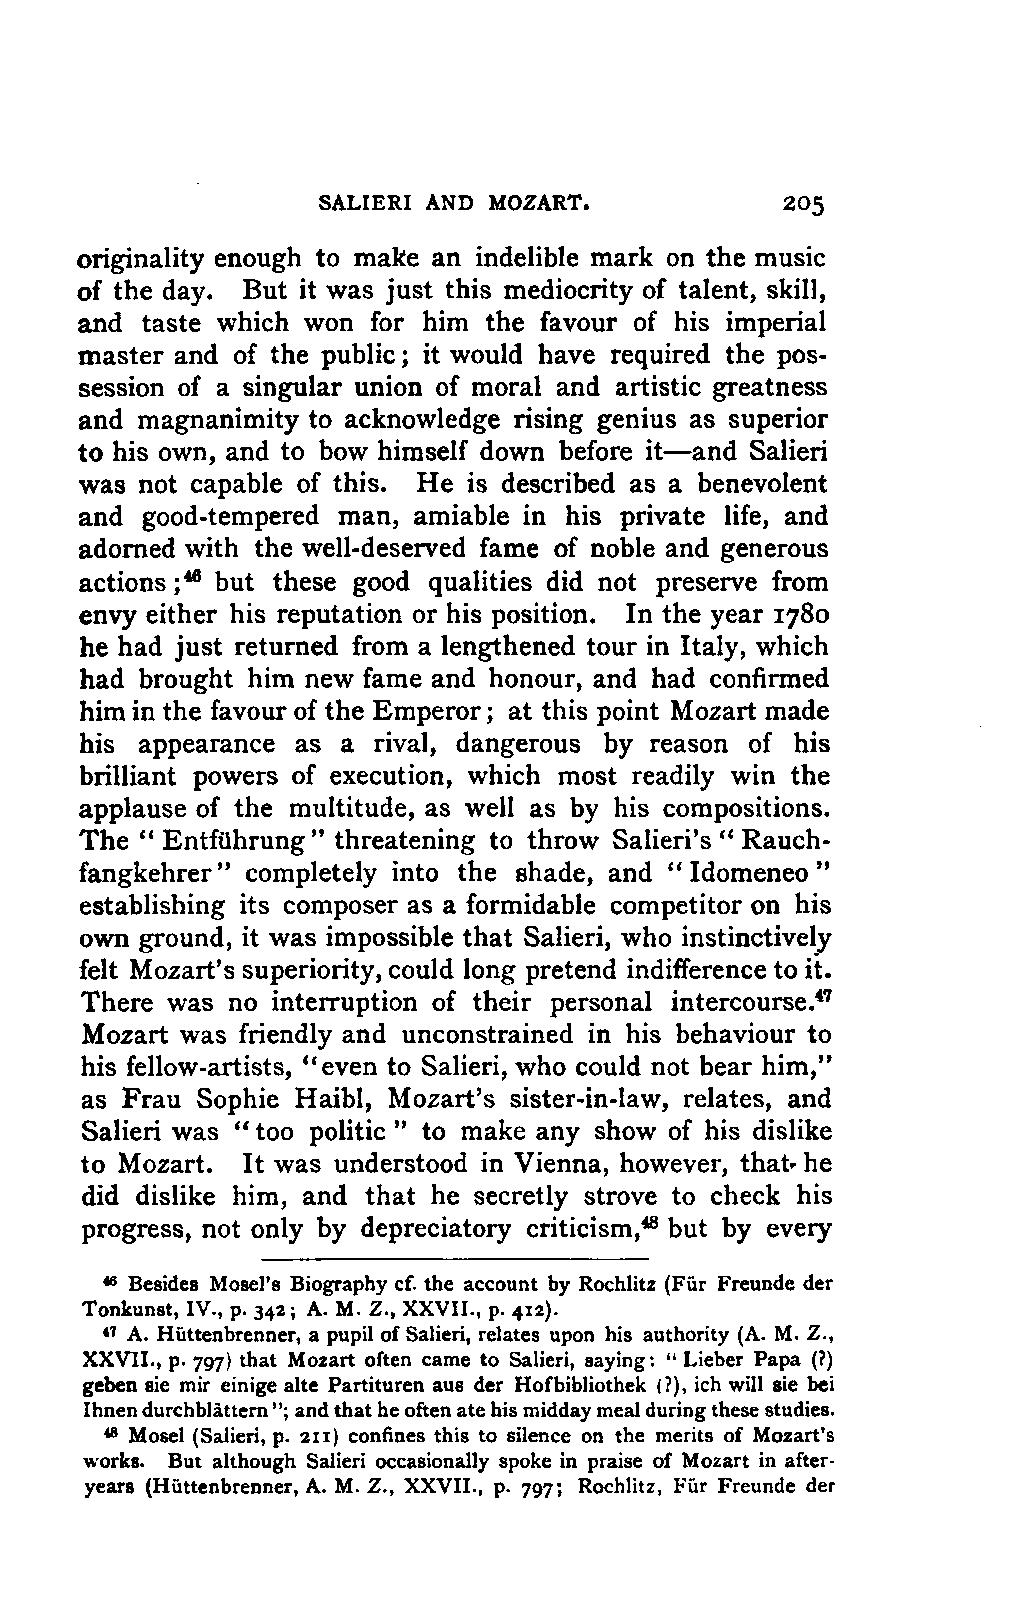 SALIERI AND MOZART. 205
originality enough to make an indelible mark on the music
of the day. But it was just this mediocrity of talent, skill,
and taste which won for him the favour of his imperial
master and of the public; it would have required the pos-
session of a singular union of moral and artistic greatness
and magnanimity to acknowledge rising genius as superior
to his own, and to bow himself down before it—and Salieri
was not capable of this. He is described as a benevolent
and good-tempered man, amiable in his private life, and
adorned with the well-deserved fame of noble and generous
actions;⁴⁶ but these good qualities did not preserve from
envy either his reputation or his position. In the year 1780
he had just returned from a lengthened tour in Italy, which
had brought him new fame and honour, and had confirmed
him in the favour of the Emperor; at this point Mozart made
his appearance as a rival, dangerous by reason of his
brilliant powers of execution, which most readily win the
applause of the multitude, as well as by his compositions.
The "Entführung" threatening to throw Salieri's "Rauch-
fangkehrer" completely into the shade, and "Idomeneo"
establishing its composer as a formidable competitor on his
own ground, it was impossible that Salieri, who instinctively
felt Mozart's superiority, could long pretend indifference to it.
There was no interruption of their personal intercourse.⁴⁷
Mozart was friendly and unconstrained in his behaviour to
his fellow-artists, "even to Salieri, who could not bear him,"
as Frau Sophie Haibl, Mozart's sister-in-law, relates, and
Salieri was "too politic" to make any show of his dislike
to Mozart. It was understood in Vienna, however, that he
did dislike him, and that he secretly strove to check his
progress, not only by depreciatory criticism,⁴⁸ but by every
⁴⁶ Besides Mosel's Biography cf. the account by Rochlitz (Für Freunde der
Tonkunst, IV., p. 342; A. M. Z., XXVII., p. 412).
⁴⁷ A. Hüttenbrenner, a pupil of Salieri, relates upon his authority (A. M. Z.,
XXVII., p. 797) that Mozart often came to Salieri, saying: "Lieber Papa (?)
geben sie mir einige alte Partituren aus der Hofbibliothek (?), ich will sie bei
Ihnen durchblättern"; and that he often ate his midday meal during these studies.
⁴⁸ Mosel (Salieri, p. 211) confines this to silence on the merits of Mozart's
works. But although Salieri occasionally spoke in praise of Mozart in after-
years (Hüttenbrenner, A. M. Z., XXVII., p. 797; Rochlitz, Für Freunde der